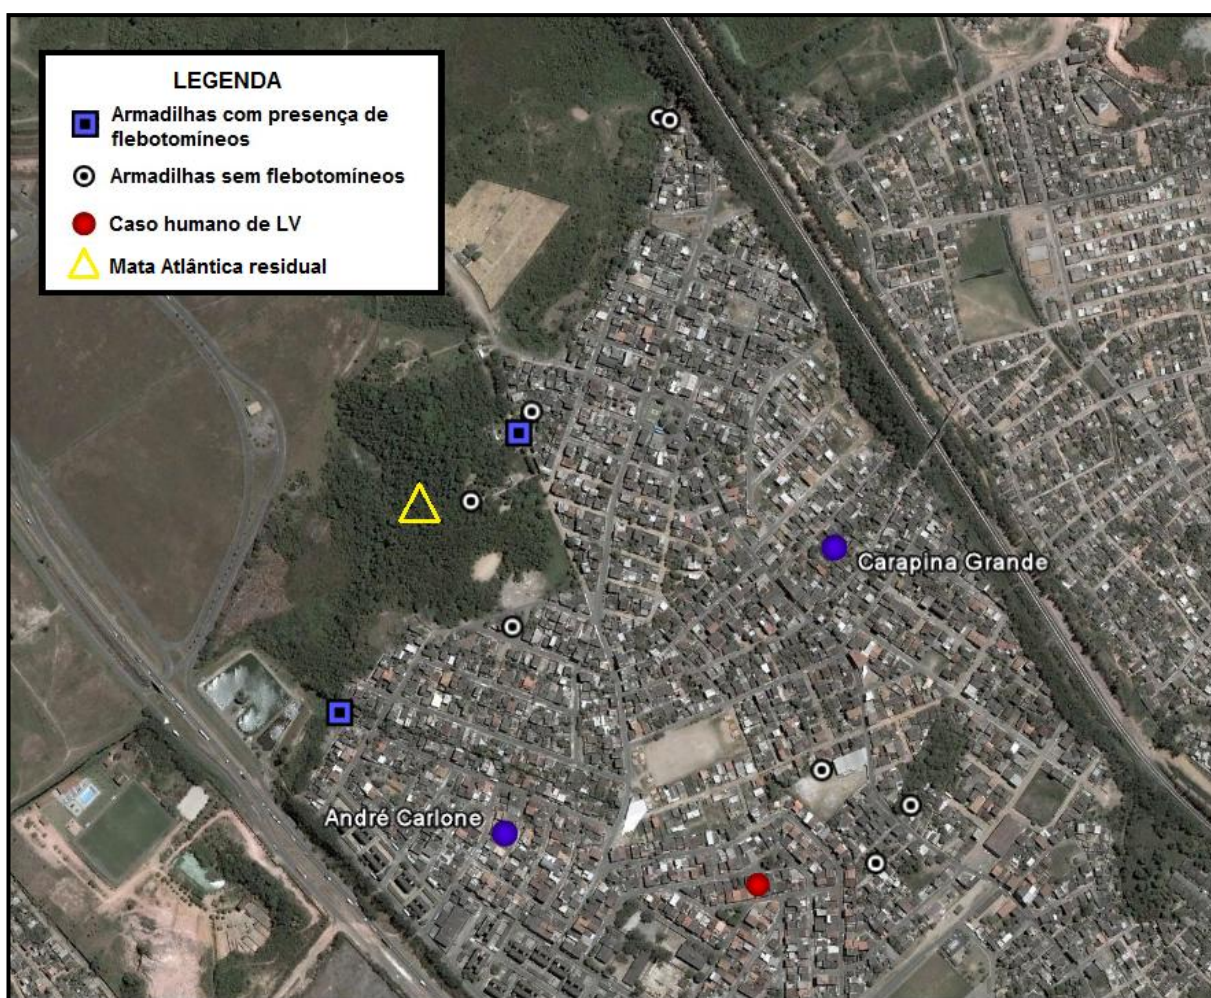 LEGENDA
Armadilhas com presença de
flebotomíneos
Armadilhas sem flebotomíneos
Caso humano de LV
Mata Atlântica residual
Carapina Grande
André Carlone